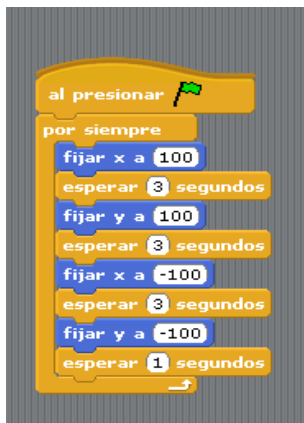 al presionar
por siempre
fijar x a 100
esperar 3 segundos
fijar y a 100
esperar 3 segundos
fijar x a -100
esperar 3 segundos
fijar y a -100
esperar 1 segundos